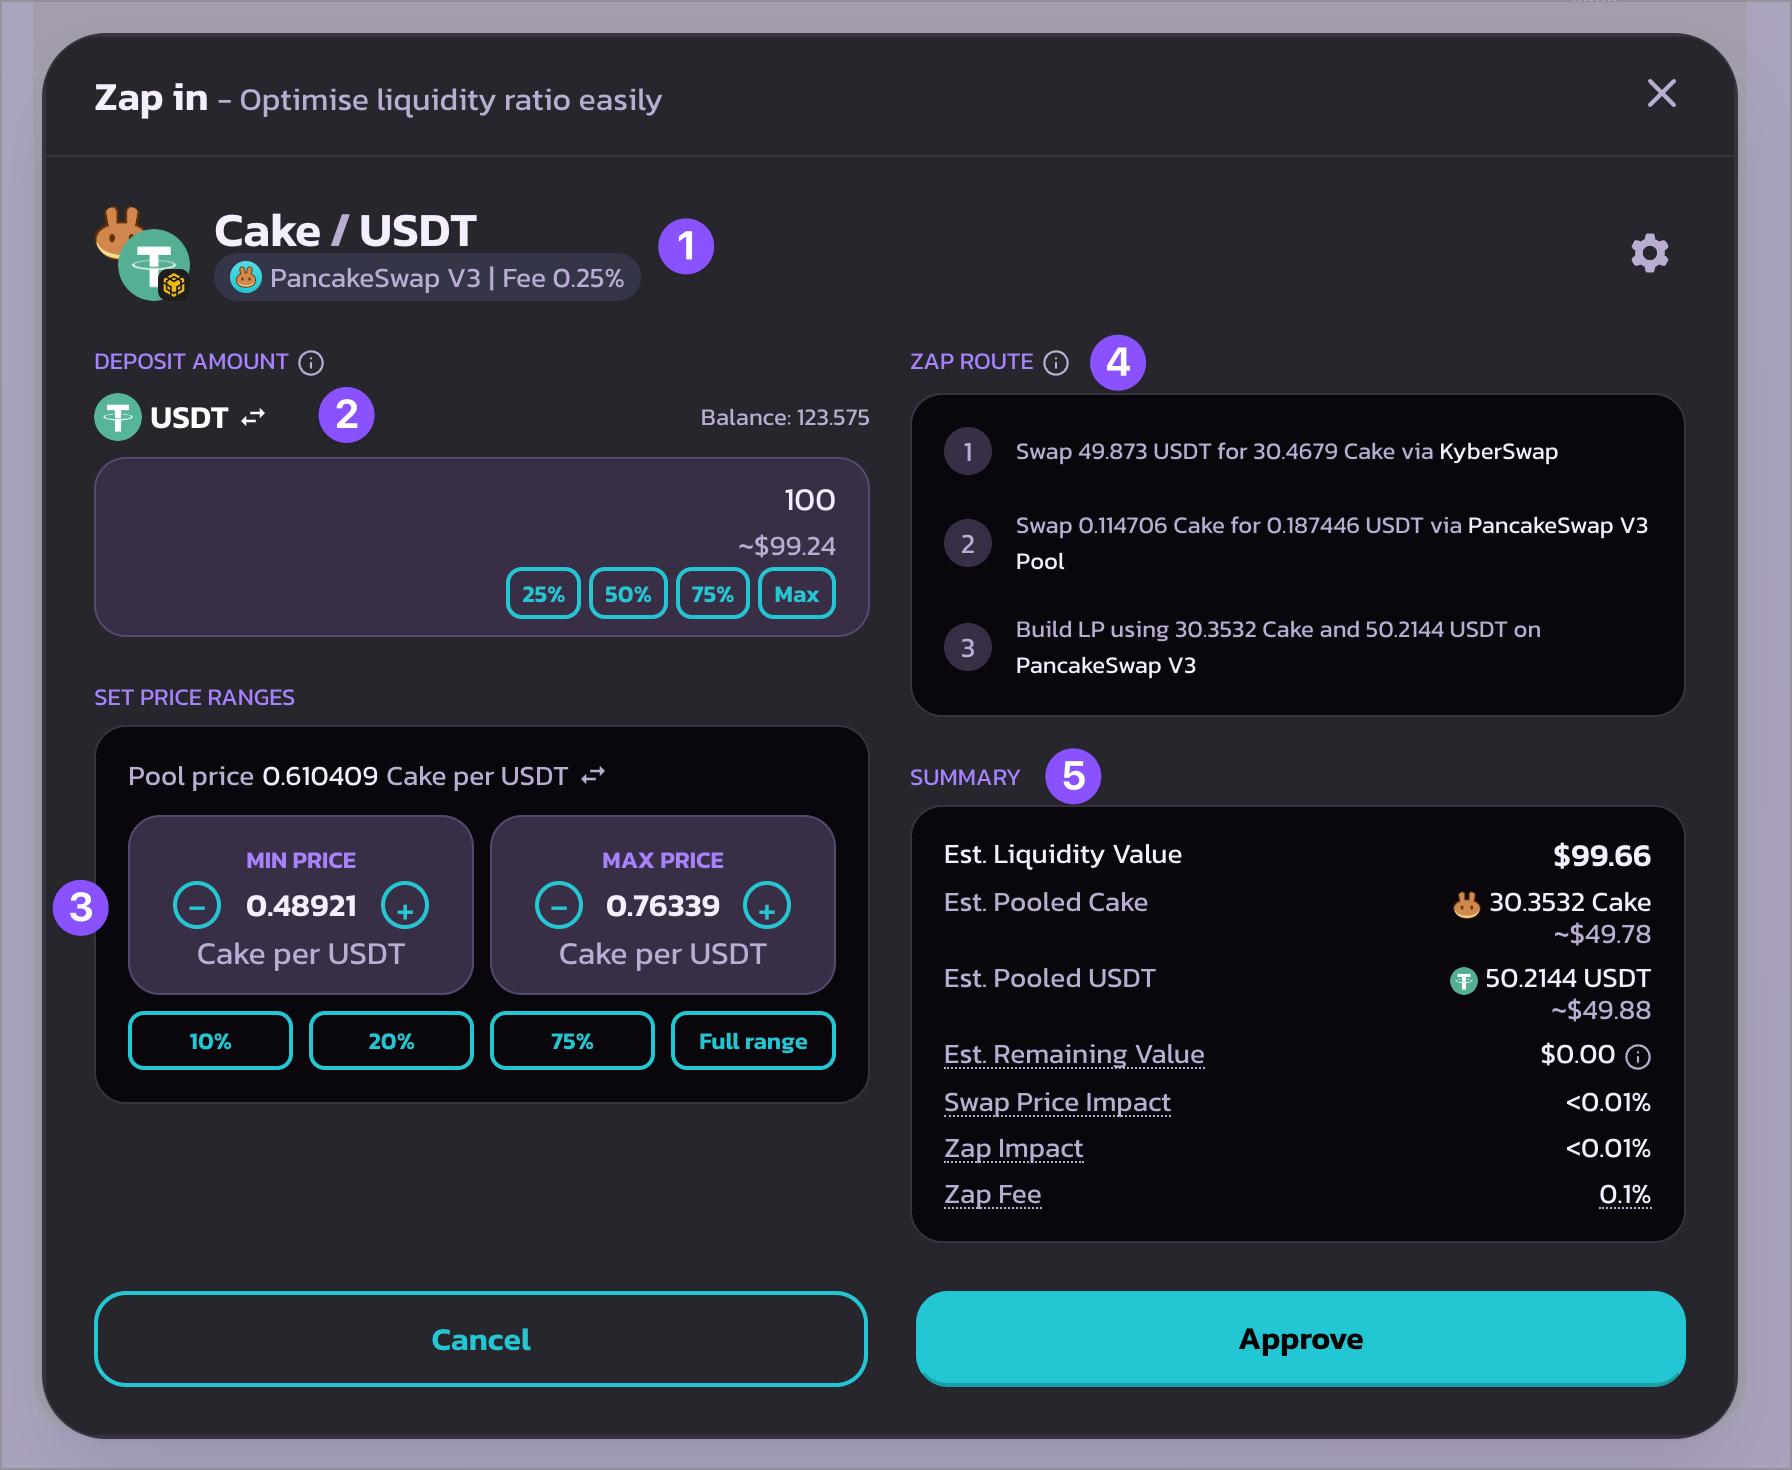 Zap in - Optimise liquidity ratio easily
Cake / USDT
1
PancakeSwap V3 | Fee 0.25%
DEPOSIT AMOUNT
USDT
2
Balance: 123.575
100
~$99.24
25%
50%
75%
Max
SET PRICE RANGES
Pool price 0.610409 Cake per USDT
3
MIN PRICE
− 0.48921 +
Cake per USDT
MAX PRICE
− 0.76339 +
Cake per USDT
10%
20%
75%
Full range
ZAP ROUTE
4
1 Swap 49.873 USDT for 30.4679 Cake via KyberSwap
2 Swap 0.114706 Cake for 0.187446 USDT via PancakeSwap V3
Pool
3 Build LP using 30.3532 Cake and 50.2144 USDT on
PancakeSwap V3
SUMMARY
5
Est. Liquidity Value $99.66
Est. Pooled Cake 30.3532 Cake
~$49.78
Est. Pooled USDT 50.2144 USDT
~$49.88
Est. Remaining Value $0.00
Swap Price Impact <0.01%
Zap Impact <0.01%
Zap Fee 0.1%
Cancel
Approve